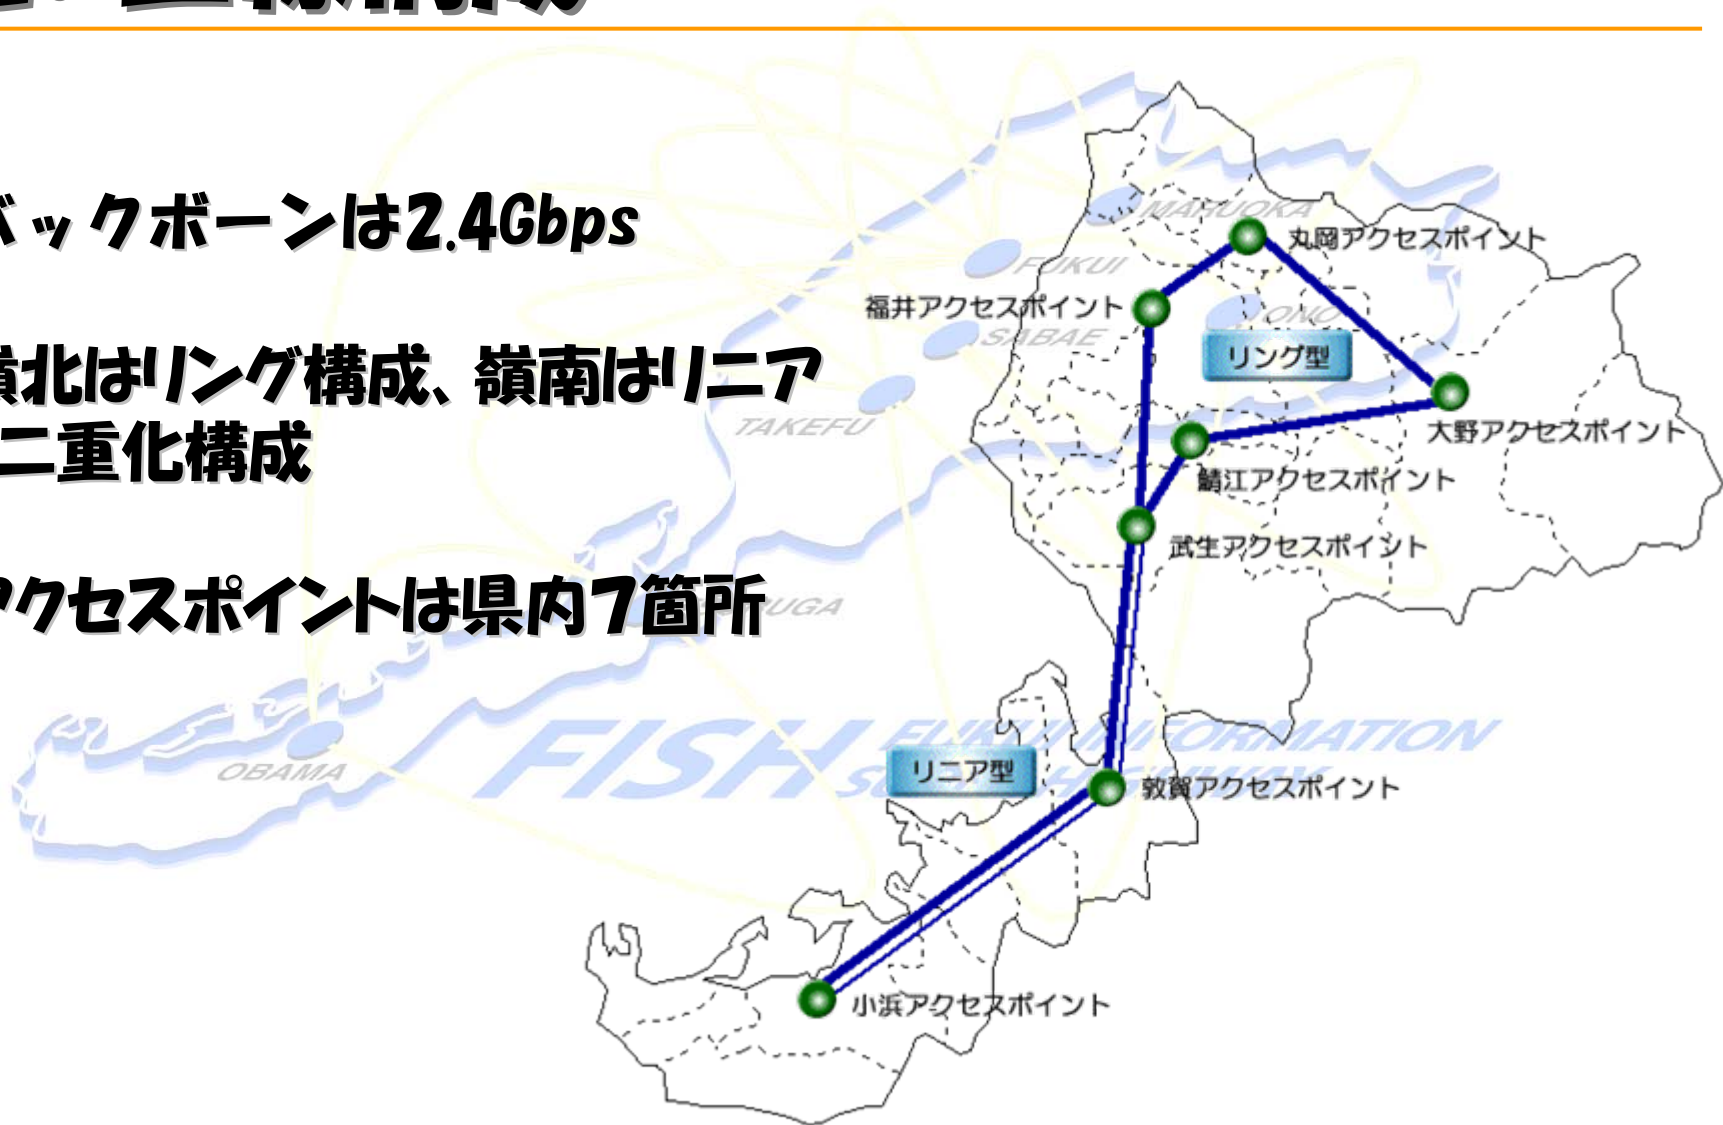 バックボーンは2.4Gbps
嶺北はリング構成、嶺南はリニア
二重化構成
アクセスポイントは県内7箇所
MARUOKA
丸岡アクセスポイント
FUKUI
福井アクセスポイント
ONO
SABAE
リング型
大野アクセスポイント
TAKEFU
鯖江アクセスポイント
武生アクセスポイント
UGA
FISH FUKUI INFORMATION
SUPER HIGHWAY
OBAMA
リニア型
敦賀アクセスポイント
小浜アクセスポイント